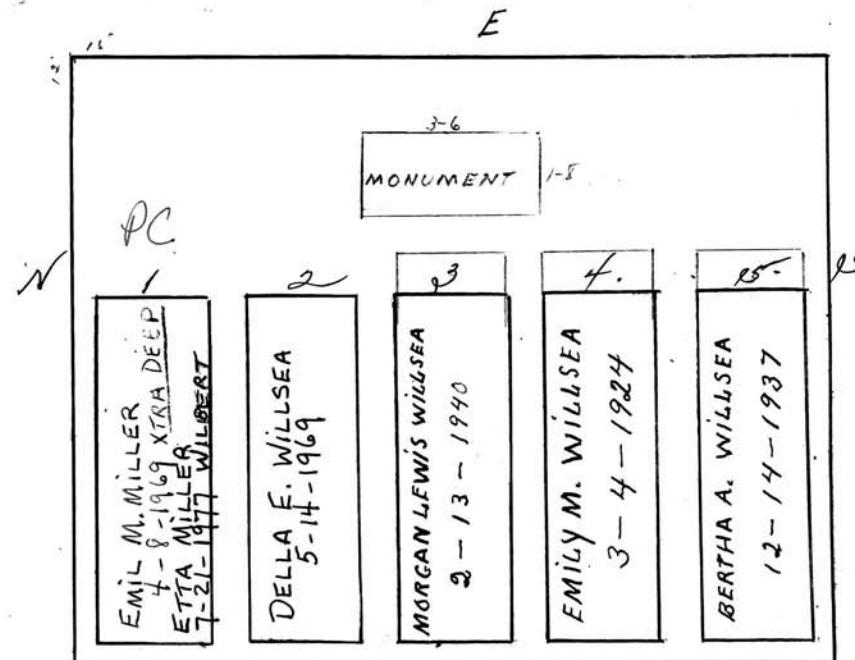 E
15
3-6
MONUMENT
1-8
PC
N
1
2
3
4.
5.
EMIL M. MILLER
4-8-1969 XTRA DEEP
ETTA MILLER
7-21-1977 WILBERT
DELLA E. WILLSEA
5-14-1969
MORGAN LEWIS WILLSEA
2-13-1940
EMILY M. WILLSEA
3-4-1924
BERTHA A. WILLSEA
12-14-1937